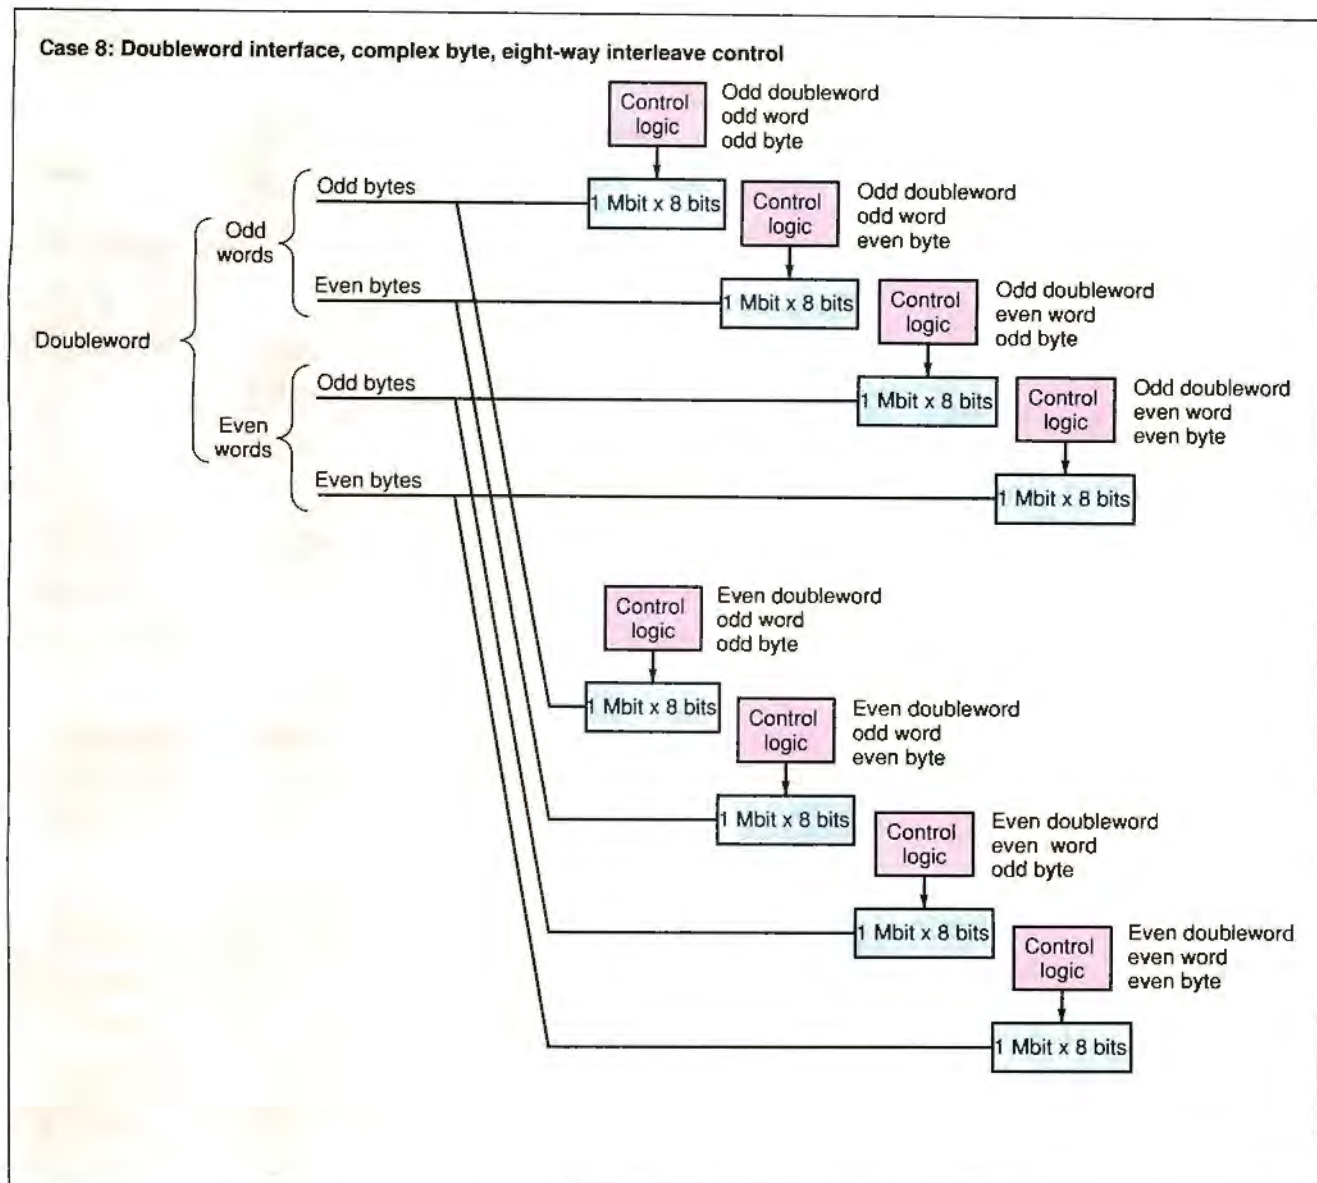 Case 8: Doubleword interface, complex byte, eight-way interleave control
Control
logic
Odd doubleword
odd word
odd byte
Odd bytes
1 Mbit x 8 bits
Control
logic
Odd doubleword
odd word
even byte
Odd
words
Even bytes
1 Mbit x 8 bits
Control
logic
Odd doubleword
even word
odd byte
Doubleword
Odd bytes
1 Mbit x 8 bits
Control
logic
Odd doubleword
even word
even byte
Even
words
Even bytes
1 Mbit x 8 bits
Control
logic
Even doubleword
odd word
odd byte
1 Mbit x 8 bits
Control
logic
Even doubleword
odd word
even byte
1 Mbit x 8 bits
Control
logic
Even doubleword
even word
odd byte
1 Mbit x 8 bits
Control
logic
Even doubleword
even word
even byte
1 Mbit x 8 bits